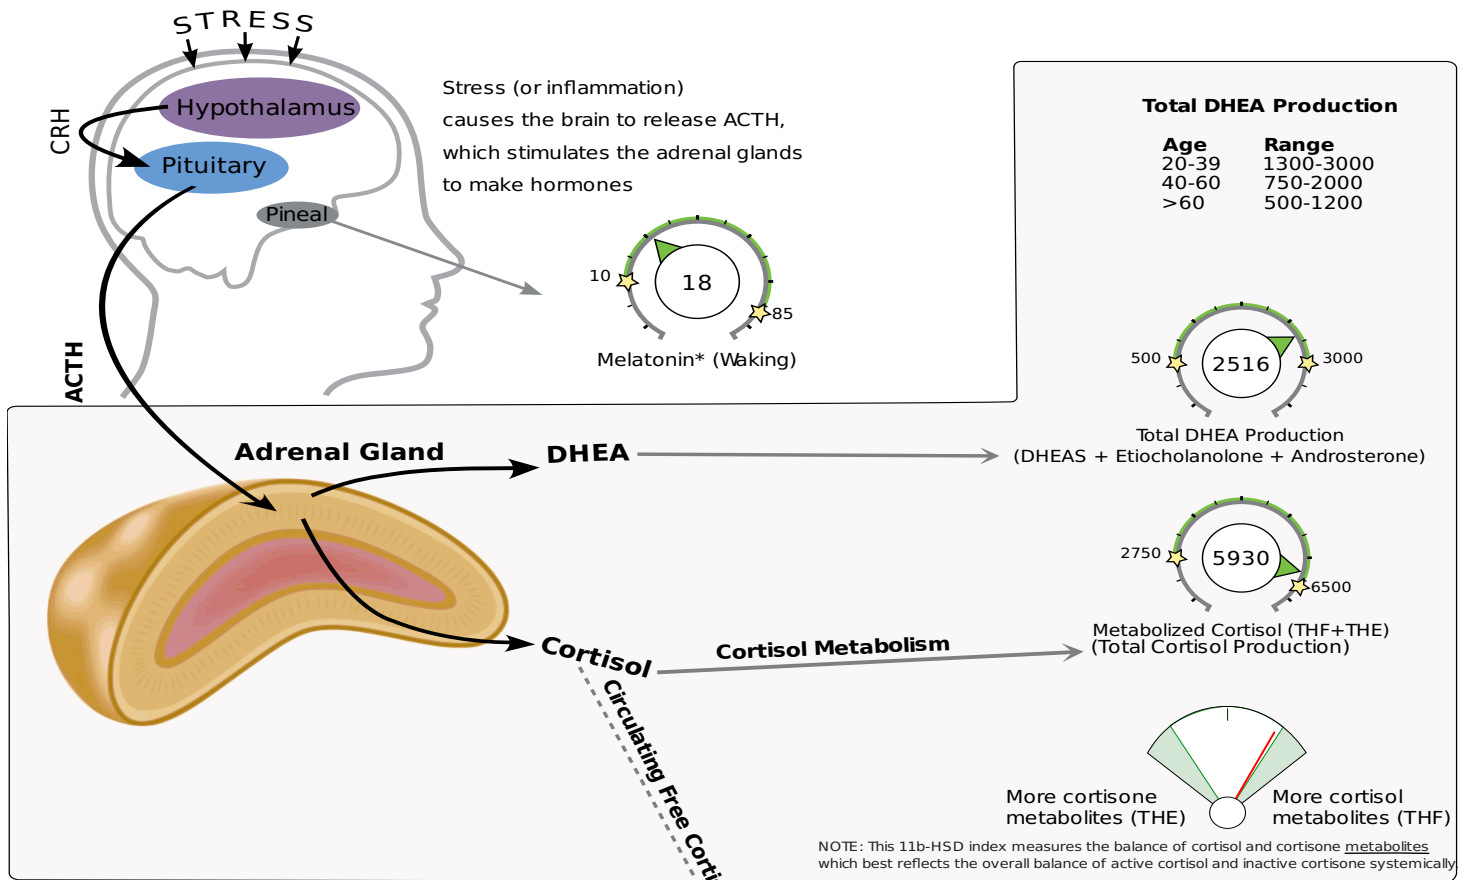 STRESS
Hypothalamus
CRH
Pituitary
Pineal
ACTH
Stress (or inflammation)
causes the brain to release ACTH,
which stimulates the adrenal glands
to make hormones
10
18
85
Melatonin* (Waking)
Total DHEA Production
Age Range
20-39 1300-3000
40-60 750-2000
>60 500-1200
500
2516
3000
Total DHEA Production
(DHEAS + Etiocholanolone + Androsterone)
Adrenal Gland
DHEA
2750
5930
6500
Metabolized Cortisol (THF+THE)
(Total Cortisol Production)
Cortisol
Cortisol Metabolism
Circulating Free
More cortisone
metabolites (THE)
More cortisol
metabolites (THF)
NOTE: This 11b-HSD index measures the balance of cortisol and cortisone metabolites
which best reflects the overall balance of active cortisol and inactive cortisone systemically.